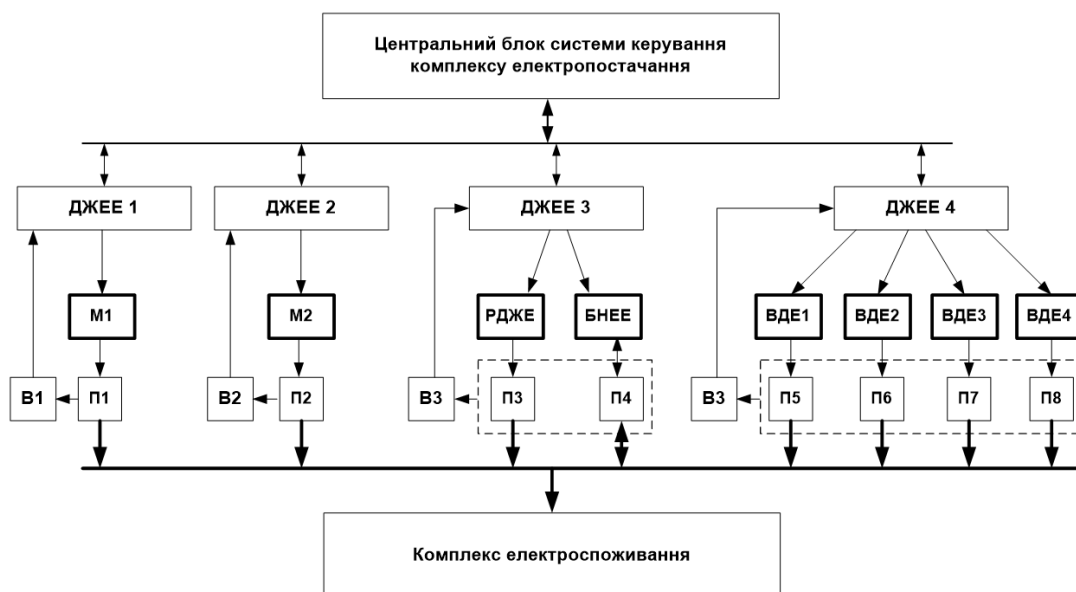 Центральний блок системи керування
комплексу електропостачання
ДЖЕЕ 1
ДЖЕЕ 2
ДЖЕЕ 3
ДЖЕЕ 4
М1
М2
РДЖЕ
БНЕЕ
ВДЕ1
ВДЕ2
ВДЕ3
ВДЕ4
В1
П1
В2
П2
В3
П3
П4
В3
П5
П6
П7
П8
Комплекс електроспоживання